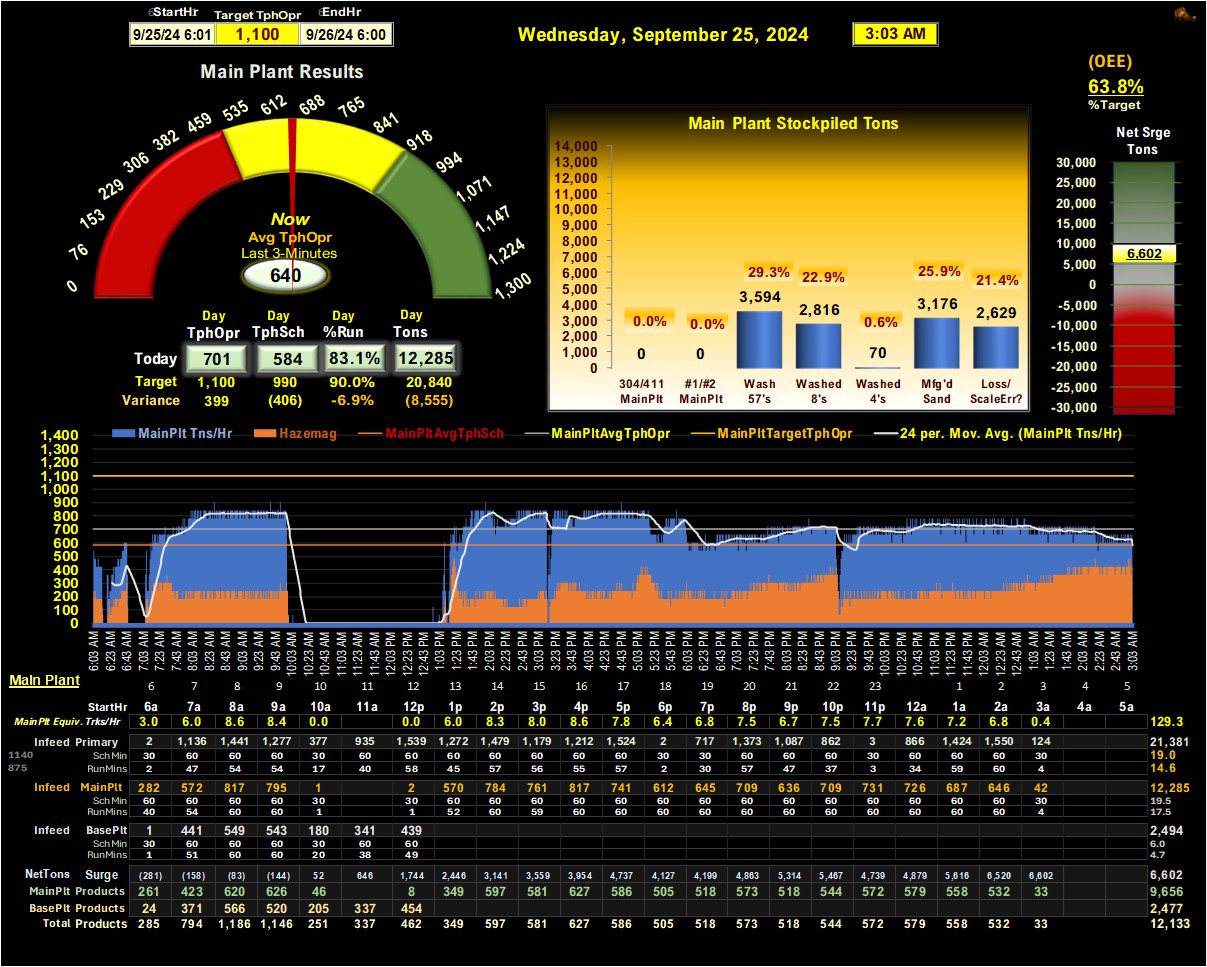 StartHr Target TphOpr EndHr
9/25/24 6:01 1,100 9/26/24 6:00
Wednesday, September 25, 2024 3:03 AM
(OEE)
63.8%
%Target
Main Plant Results
0 76 153 229 306 382 459 535 612 688 765 841 918 994 1,071 1,147 1,224 1,300
Now
Avg TphOpr
Last 3-Minutes
640
Day Day Day Day
TphOpr TphSch %Run Tons
Today 701 584 83.1% 12,285
Target 1,100 990 90.0% 20,840
Variance 399 (406) -6.9% (8,555)
Main Plant Stockpiled Tons
14,000
13,000
12,000
11,000
10,000
9,000
8,000
7,000
6,000
5,000
4,000
3,000
2,000
1,000
0
0.0% 0.0% 29.3% 22.9% 0.6% 25.9% 21.4%
0 0 3,594 2,816 70 3,176 2,629
304/411 #1/#2 Wash Washed Washed Mfg'd Loss/
MainPlt MainPlt 57's 8's 4's Sand ScaleErr?
Net Srge
Tons
30,000
25,000
20,000
15,000
10,000
6,602
5,000
0
-5,000
-10,000
-15,000
-20,000
-25,000
-30,000
MainPlt Tns/Hr Hazemag MainPltAvgTphSch MainPltAvgTphOpr MainPltTargetTphOpr 24 per. Mov. Avg. (MainPlt Tns/Hr)
1,400
1,300
1,200
1,100
1,000
900
800
700
600
500
400
300
200
100
0
6:03 AM 6:23 AM 6:43 AM 7:03 AM 7:23 AM 7:43 AM 8:03 AM 8:23 AM 8:43 AM 9:03 AM 9:23 AM 9:43 AM 10:03 AM 10:23 AM 10:43 AM 11:03 AM 11:23 AM 11:43 AM 12:03 PM 12:23 PM 12:43 PM 1:03 PM 1:23 PM 1:43 PM 2:03 PM 2:23 PM 2:43 PM 3:03 PM 3:23 PM 3:43 PM 4:03 PM 4:23 PM 4:43 PM 5:03 PM 5:23 PM 5:43 PM 6:03 PM 6:23 PM 6:43 PM 7:03 PM 7:23 PM 7:43 PM 8:03 PM 8:23 PM 8:43 PM 9:03 PM 9:23 PM 9:43 PM 10:03 PM 10:23 PM 10:43 PM 11:03 PM 11:23 PM 11:43 PM 12:03 AM 12:23 AM 12:43 AM 1:03 AM 1:23 AM 1:43 AM 2:03 AM 2:23 AM 2:43 AM 3:03 AM
Main Plant
6 7 8 9 10 11 12 13 14 15 16 17 18 19 20 21 22 23 1 2 3 4 5
StartHr 6a 7a 8a 9a 10a 11a 12p 1p 2p 3p 4p 5p 6p 7p 8p 9p 10p 11p 12a 1a 2a 3a 4a 5a
MainPlt Equiv. Trks/Hr 3.0 6.0 8.6 8.4 0.0 0.0 6.0 8.3 8.0 8.6 7.8 6.4 6.8 7.5 6.7 7.5 7.7 7.6 7.2 6.8 0.4 129.3
Infeed Primary 2 1,136 1,441 1,277 377 935 1,539 1,272 1,479 1,179 1,212 1,524 2 717 1,373 1,087 862 3 866 1,424 1,550 124 21,381
1140 SchMin 30 60 60 60 30 60 60 60 60 60 60 60 30 30 60 60 60 30 30 60 60 30 19.0
875 RunMins 2 47 54 54 17 40 58 45 57 56 55 57 2 30 57 47 37 3 34 59 60 4 14.6
Infeed MainPlt 282 572 817 795 1 2 570 784 761 817 741 612 645 709 636 709 731 726 687 646 42 12,285
SchMin 60 60 60 60 30 30 60 60 60 60 60 60 60 60 60 60 60 60 60 60 30 19.5
RunMins 40 54 60 60 1 1 52 60 59 60 60 60 60 60 60 60 60 60 60 60 4 17.5
Infeed BasePlt 1 441 549 543 180 341 439 2,494
SchMin 30 60 60 60 30 60 60 6.0
RunMins 1 51 60 60 20 38 49 4.7
NetTons Surge (281) (158) (83) (144) 52 646 1,744 2,446 3,141 3,559 3,954 4,737 4,127 4,199 4,863 5,314 5,467 4,739 4,879 5,616 6,520 6,602 6,602
MainPlt Products 261 423 620 626 46 8 349 597 581 627 586 505 518 573 518 544 572 579 558 532 33 9,656
BasePlt Products 24 371 566 520 205 337 454 2,477
Total Products 285 794 1,186 1,146 251 337 462 349 597 581 627 586 505 518 573 518 544 572 579 558 532 33 12,133